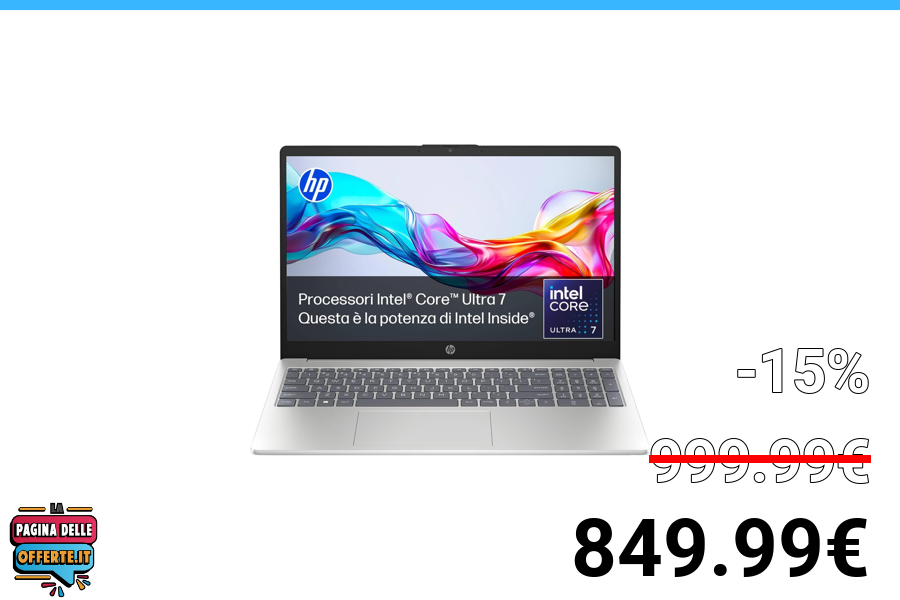 hp
Processori Intel® Core™ Ultra 7
Questa è la potenza di Intel Inside®
intel
CORE
ULTRA 7
hp
-15%
999.99€
849.99€
LA
PAGINA DELLE
OFFERTE.IT